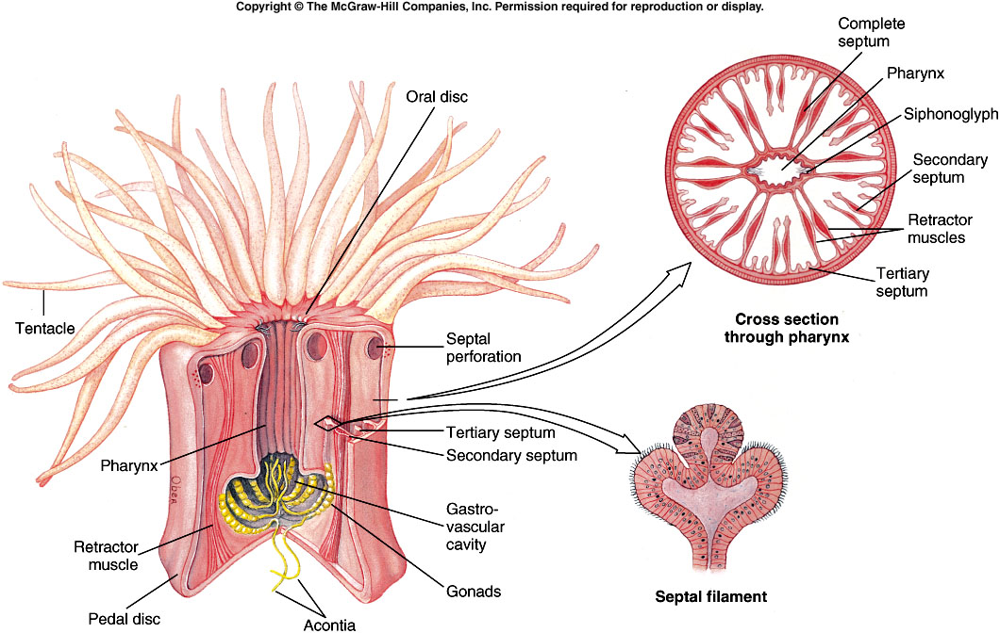 Copyright © The McGraw-Hill Companies, Inc. Permission required for reproduction or display.
Oral disc
Tentacle
Septal
perforation
Tertiary septum
Secondary septum
Pharynx
Gastro-
vascular
cavity
Retractor
muscle
Gonads
Pedal disc
Acontia
Ober
Complete
septum
Pharynx
Siphonoglyph
Secondary
septum
Retractor
muscles
Tertiary
septum
Cross section
through pharynx
Septal filament